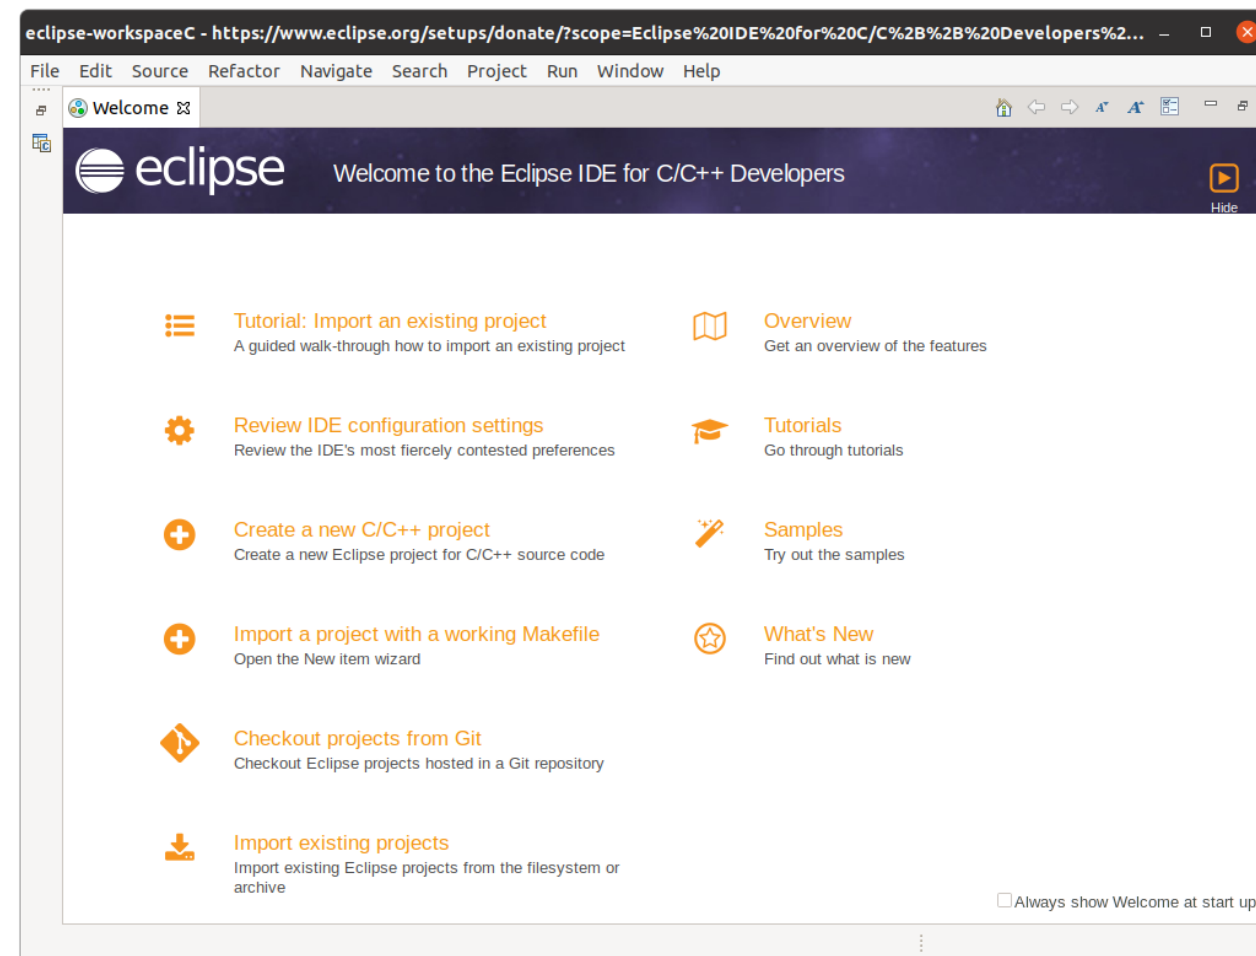 eclipse-workspaceC - https://www.eclipse.org/setups/donate/?scope=Eclipse%20IDE%20for%20C/C%2B%2B%20Developers%2...
File Edit Source Refactor Navigate Search Project Run Window Help
Welcome
eclipse
Welcome to the Eclipse IDE for C/C++ Developers
Hide
Tutorial: Import an existing project
A guided walk-through how to import an existing project
Overview
Get an overview of the features
Review IDE configuration settings
Review the IDE's most fiercely contested preferences
Tutorials
Go through tutorials
Create a new C/C++ project
Create a new Eclipse project for C/C++ source code
Samples
Try out the samples
Import a project with a working Makefile
Open the New item wizard
What's New
Find out what is new
Checkout projects from Git
Checkout Eclipse projects hosted in a Git repository
Import existing projects
Import existing Eclipse projects from the filesystem or
archive
Always show Welcome at start up